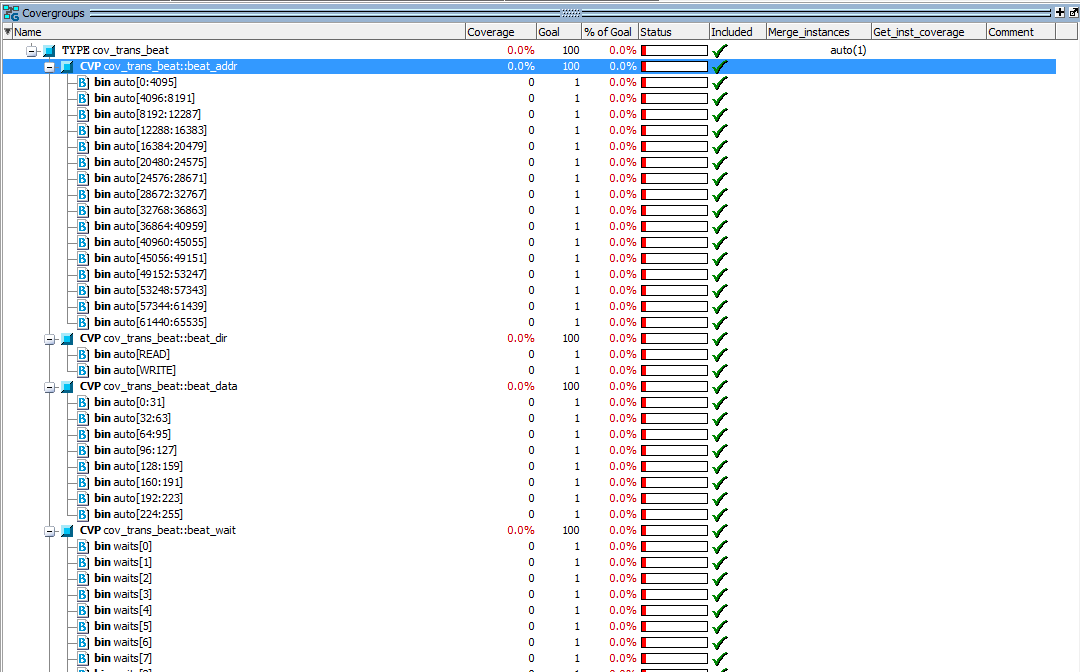 Covergroups
Name Coverage Goal % of Goal Status Included Merge_instances Get_inst_coverage Comment
TYPE cov_trans_beat 0.0% 100 0.0% auto(1)
CVP cov_trans_beat::beat_addr 0.0% 100 0.0%
B bin auto[0:4095] 0 1 0.0%
B bin auto[4096:8191] 0 1 0.0%
B bin auto[8192:12287] 0 1 0.0%
B bin auto[12288:16383] 0 1 0.0%
B bin auto[16384:20479] 0 1 0.0%
B bin auto[20480:24575] 0 1 0.0%
B bin auto[24576:28671] 0 1 0.0%
B bin auto[28672:32767] 0 1 0.0%
B bin auto[32768:36863] 0 1 0.0%
B bin auto[36864:40959] 0 1 0.0%
B bin auto[40960:45055] 0 1 0.0%
B bin auto[45056:49151] 0 1 0.0%
B bin auto[49152:53247] 0 1 0.0%
B bin auto[53248:57343] 0 1 0.0%
B bin auto[57344:61439] 0 1 0.0%
B bin auto[61440:65535] 0 1 0.0%
CVP cov_trans_beat::beat_dir 0.0% 100 0.0%
B bin auto[READ] 0 1 0.0%
B bin auto[WRITE] 0 1 0.0%
CVP cov_trans_beat::beat_data 0.0% 100 0.0%
B bin auto[0:31] 0 1 0.0%
B bin auto[32:63] 0 1 0.0%
B bin auto[64:95] 0 1 0.0%
B bin auto[96:127] 0 1 0.0%
B bin auto[128:159] 0 1 0.0%
B bin auto[160:191] 0 1 0.0%
B bin auto[192:223] 0 1 0.0%
B bin auto[224:255] 0 1 0.0%
CVP cov_trans_beat::beat_wait 0.0% 100 0.0%
B bin waits[0] 0 1 0.0%
B bin waits[1] 0 1 0.0%
B bin waits[2] 0 1 0.0%
B bin waits[3] 0 1 0.0%
B bin waits[4] 0 1 0.0%
B bin waits[5] 0 1 0.0%
B bin waits[6] 0 1 0.0%
B bin waits[7] 0 1 0.0%